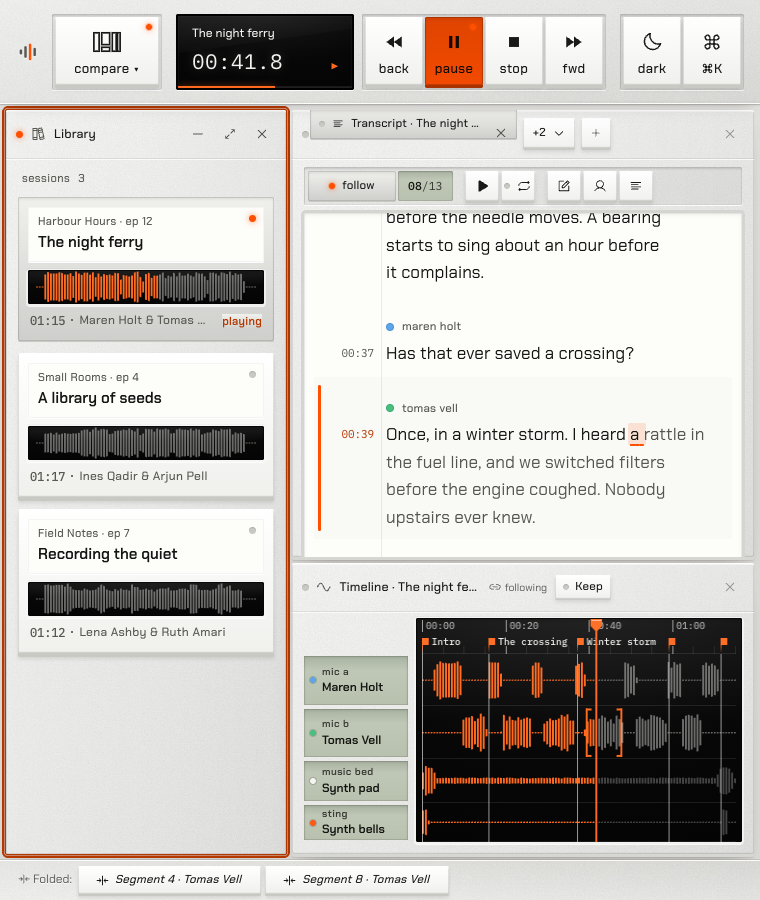 The night ferry
00:41.8
compare
back
pause
stop
fwd
dark
⌘K
Library
sessions 3
Harbour Hours · ep 12
The night ferry
01:15 · Maren Holt & Tomas ...
playing
Small Rooms · ep 4
A library of seeds
01:17 · Ines Qadir & Arjun Pell
Field Notes · ep 7
Recording the quiet
01:12 · Lena Ashby & Ruth Amari
Transcript · The night ...
+2
follow
08/13
before the needle moves. A bearing
starts to sing about an hour before
it complains.
maren holt
00:37 Has that ever saved a crossing?
tomas vell
00:39 Once, in a winter storm. I heard a rattle in
the fuel line, and we switched filters
before the engine coughed. Nobody
upstairs ever knew.
Timeline · The night fe...
following
Keep
00:00 00:20 0:40 01:00
Intro The crossing Winter storm
mic a
Maren Holt
mic b
Tomas Vell
music bed
Synth pad
sting
Synth bells
Folded:
Segment 4 · Tomas Vell
Segment 8 · Tomas Vell